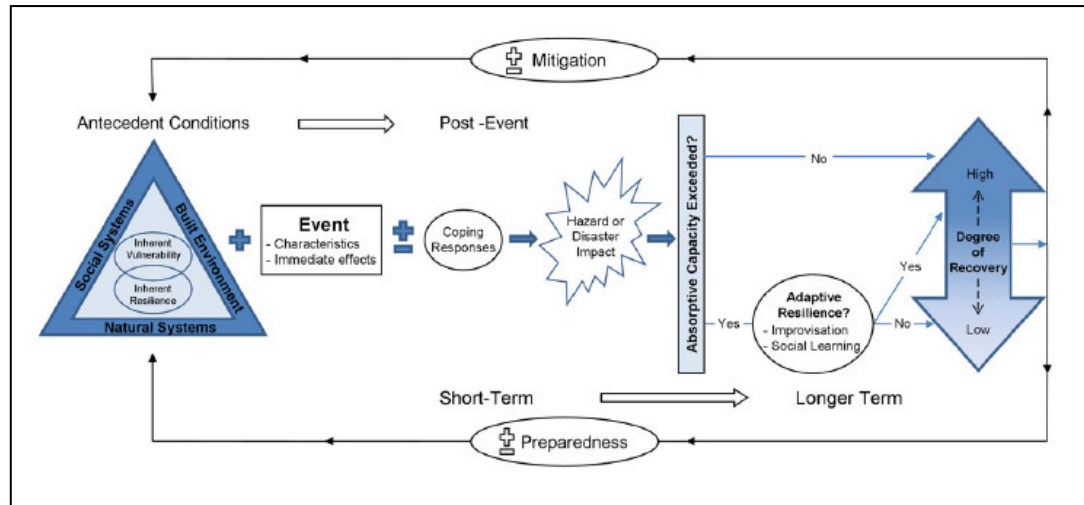 Mitigation
Antecedent Conditions
Post -Event
Social Systems
Built Environment
Natural Systems
Inherent
Vulnerability
Inherent
Resilience
Event
- Characteristics
- Immediate effects
Coping
Responses
Hazard or
Disaster
Impact
Absorptive Capacity Exceeded?
No
Yes
Adaptive
Resilience?
- Improvisation
- Social Learning
Yes
No
High
Degree of
Recovery
Low
Short-Term
Longer Term
Preparedness